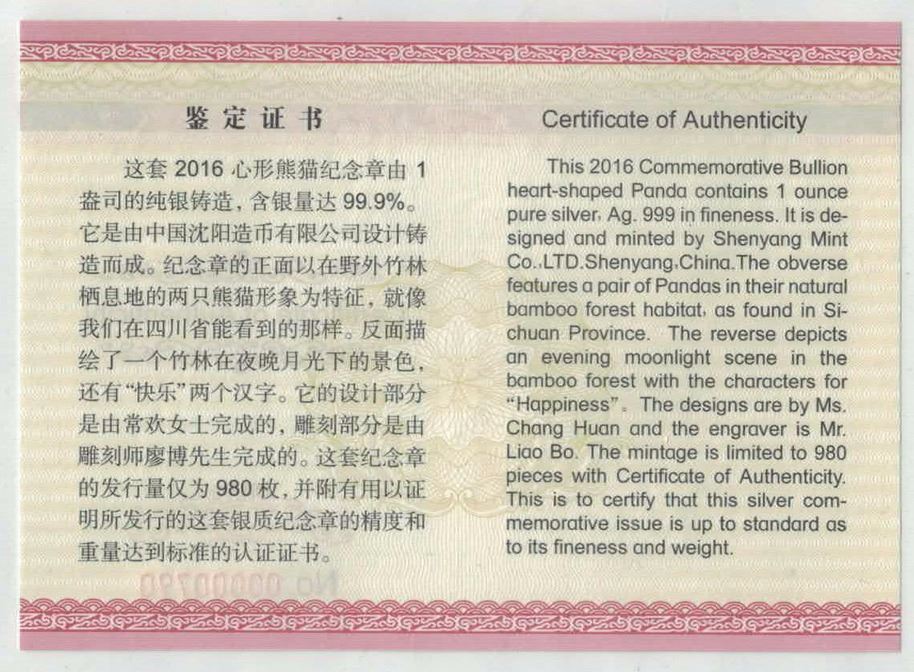 鉴定证书
这套 2016 心形熊猫纪念章由 1
盎司的纯银铸造，含银量达 99.9%。
它是由中国沈阳造币有限公司设计铸
造而成。纪念章的正面以在野外竹林
栖息地的两只熊猫形象为特征，就像
我们在四川省能看到的那样。反面描
绘了一个竹林在夜晚月光下的景色，
还有“快乐”两个汉字。它的设计部分
是由常欢女士完成的，雕刻部分是由
雕刻师廖博先生完成的。这套纪念章
的发行量仅为 980 枚，并附有用以证
明所发行的这套银质纪念章的精度和
重量达到标准的认证证书。
Certificate of Authenticity
This 2016 Commemorative Bullion
heart-shaped Panda contains 1 ounce
pure silver, Ag. 999 in fineness. It is de-
signed and minted by Shenyang Mint
Co.,LTD.Shenyang,China.The obverse
features a pair of Pandas in their natural
bamboo forest habitat, as found in Si-
chuan Province. The reverse depicts
an evening moonlight scene in the
bamboo forest with the characters for
“Happiness”。 The designs are by Ms.
Chang Huan and the engraver is Mr.
Liao Bo. The mintage is limited to 980
pieces with Certificate of Authenticity.
This is to certify that this silver com-
memorative issue is up to standard as
to its fineness and weight.